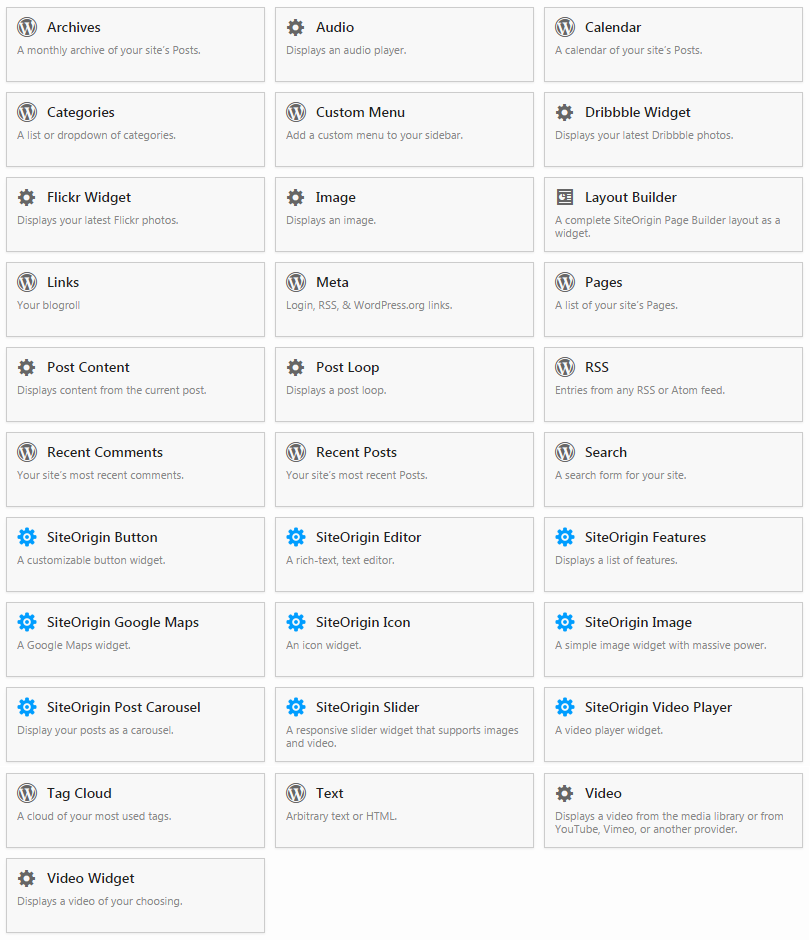 Archives
A monthly archive of your site's Posts.
Audio
Displays an audio player.
Calendar
A calendar of your site's Posts.
Categories
A list or dropdown of categories.
Custom Menu
Add a custom menu to your sidebar.
Dribbble Widget
Displays your latest Dribbble photos.
Flickr Widget
Displays your latest Flickr photos.
Image
Displays an image.
Layout Builder
A complete SiteOrigin Page Builder layout as a
widget.
Links
Your blogroll
Meta
Login, RSS, & WordPress.org links.
Pages
A list of your site's Pages.
Post Content
Displays content from the current post.
Post Loop
Displays a post loop.
RSS
Entries from any RSS or Atom feed.
Recent Comments
Your site's most recent comments.
Recent Posts
Your site's most recent Posts.
Search
A search form for your site.
SiteOrigin Button
A customizable button widget.
SiteOrigin Editor
A rich-text, text editor.
SiteOrigin Features
Displays a list of features.
SiteOrigin Google Maps
A Google Maps widget.
SiteOrigin Icon
An icon widget.
SiteOrigin Image
A simple image widget with massive power.
SiteOrigin Post Carousel
Display your posts as a carousel.
SiteOrigin Slider
A responsive slider widget that supports images
and video.
SiteOrigin Video Player
A video player widget.
Tag Cloud
A cloud of your most used tags.
Text
Arbitrary text or HTML.
Video
Displays a video from the media library or from
YouTube, Vimeo, or another provider.
Video Widget
Displays a video of your choosing.